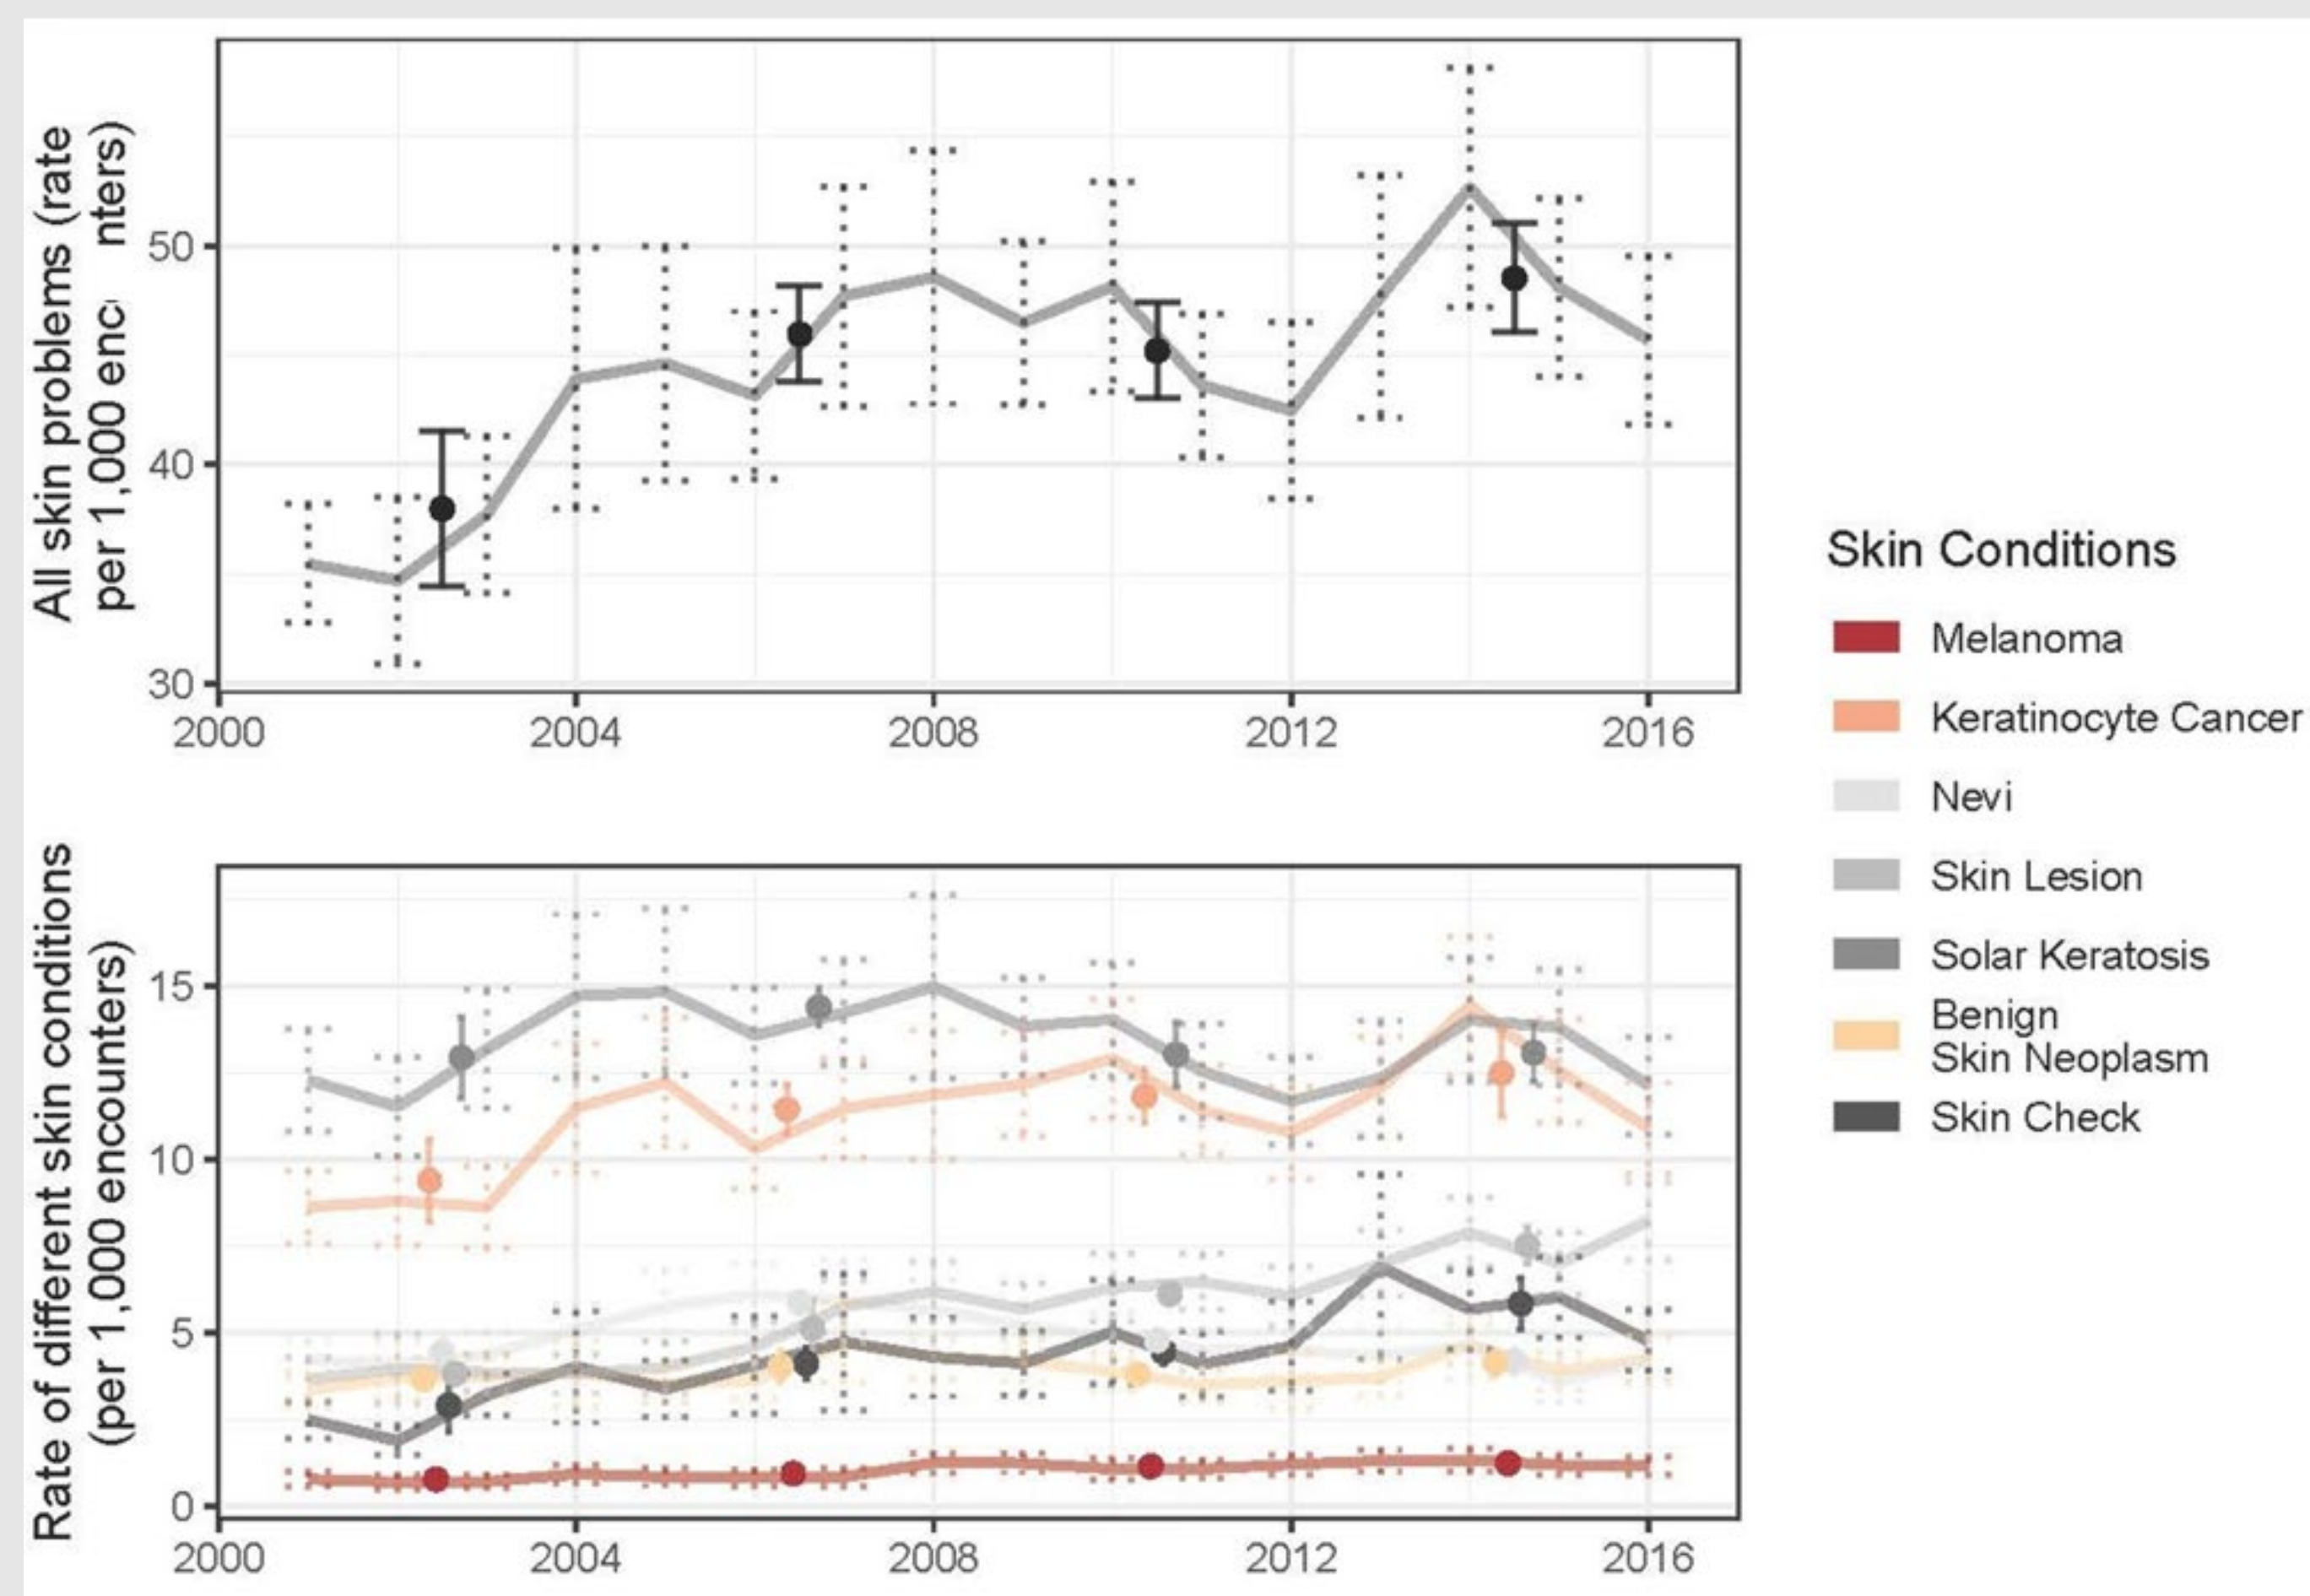 All skin problems (rate
per 1,000 enc nters)
50
40
30
2000 2004 2008 2012 2016
Rate of different skin conditions
(per 1,000 encounters)
15
10
5
0
2000 2004 2008 2012 2016
Skin Conditions
Melanoma
Keratinocyte Cancer
Nevi
Skin Lesion
Solar Keratosis
Benign
Skin Neoplasm
Skin Check